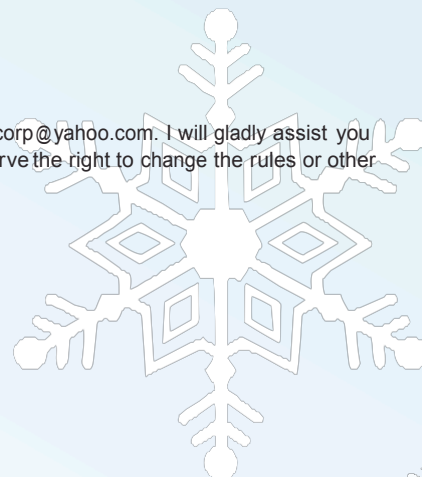 corp@yahoo.com. I will gladly assist you
rve the right to change the rules or other